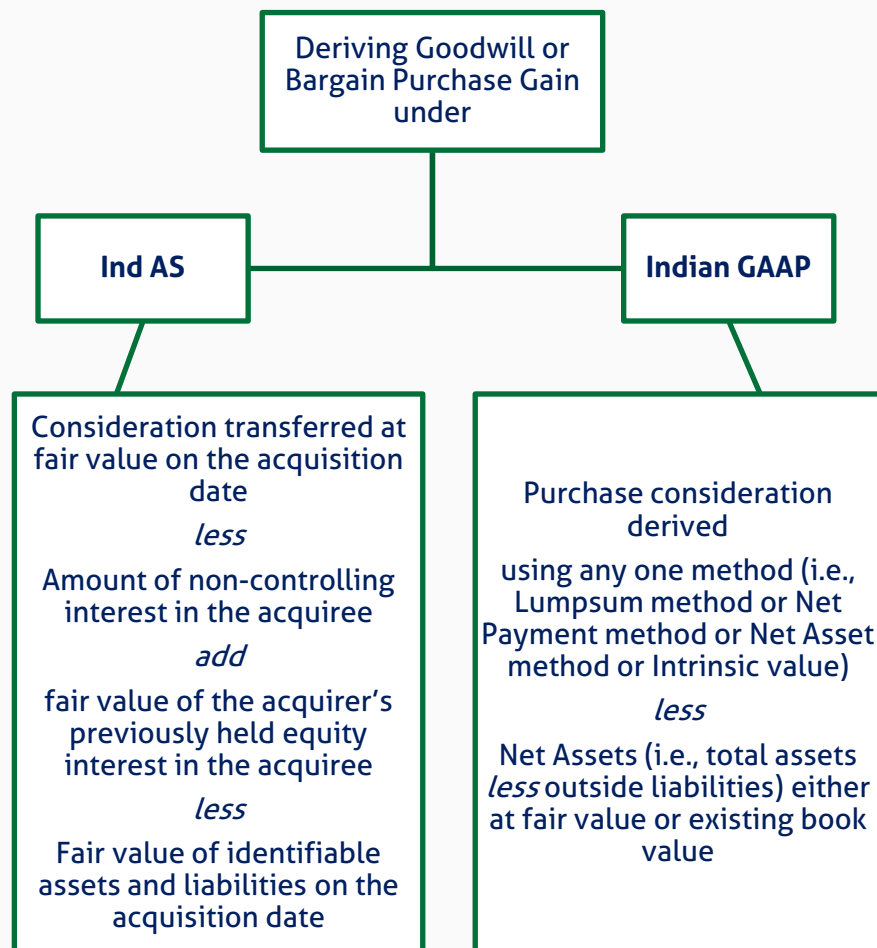 Deriving Goodwill or
Bargain Purchase Gain
under
Ind AS
Indian GAAP
Consideration transferred at
fair value on the acquisition
date
less
Amount of non-controlling
interest in the acquiree
add
fair value of the acquirer’s
previously held equity
interest in the acquiree
less
Fair value of identifiable
assets and liabilities on the
acquisition date
Purchase consideration
derived
using any one method (i.e.,
Lumpsum method or Net
Payment method or Net Asset
method or Intrinsic value)
less
Net Assets (i.e., total assets
less outside liabilities) either
at fair value or existing book
value